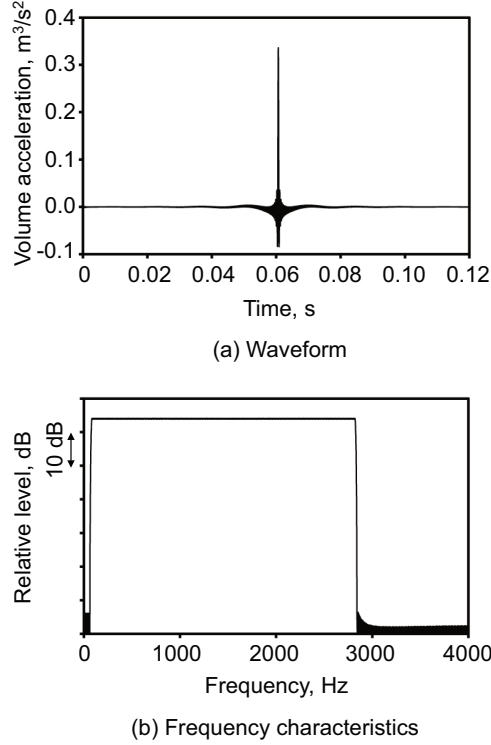 Volume acceleration, m³/s²
0.4
0.3
0.2
0.1
0.0
-0.1
0
0.02
0.04
0.06
0.08
0.10
0.12
Time, s
(a) Waveform
Relative level, dB
10 dB
0
1000
2000
3000
4000
Frequency, Hz
(b) Frequency characteristics